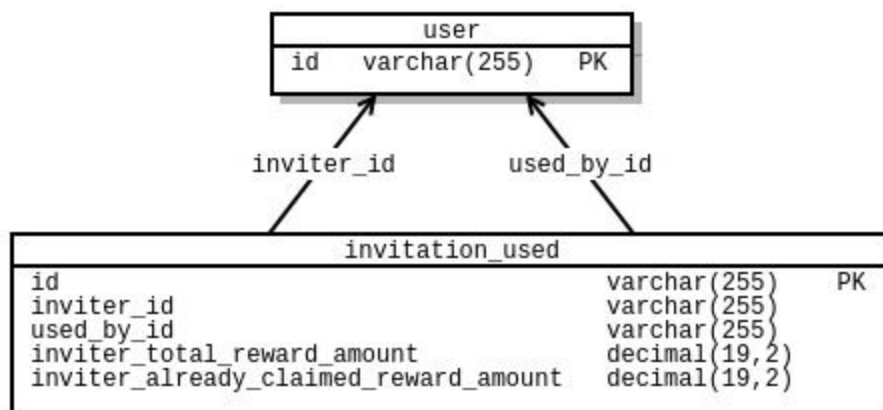 user
id varchar(255) PK
inviter_id used_by_id
invitation_used
id varchar(255) PK
inviter_id varchar(255)
used_by_id varchar(255)
inviter_total_reward_amount decimal(19,2)
inviter_already_claimed_reward_amount decimal(19,2)